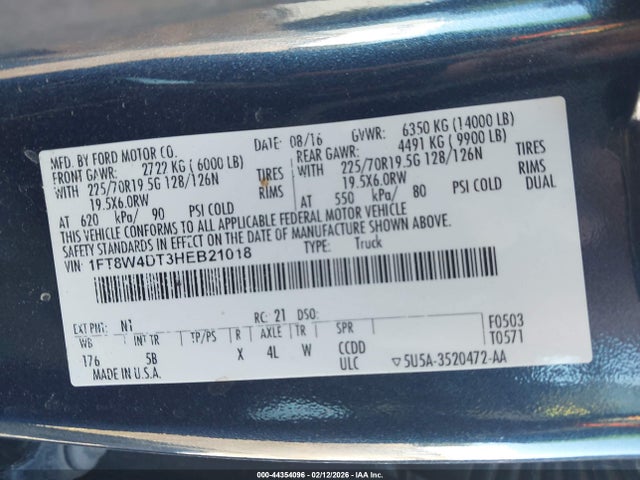 MFD. BY FORD MOTOR CO.
DATE: 08/16 GVWR: 6350 KG (14000 LB)
FRONT GAWR: 2722 KG (6000 LB)
REAR GAWR: 4491 KG (9900 LB)
WITH 225/70R19.5G 128/126N TIRES
WITH 225/70R19.5G 128/126N TIRES
19.5X6.0RW RIMS
19.5X6.0RW RIMS
AT 620 kPa/ 90 PSI COLD
AT 550 kPa/ 80 PSI COLD DUAL
THIS VEHICLE CONFORMS TO ALL APPLICABLE FEDERAL MOTOR VEHICLE
SAFETY STANDARDS IN EFFECT ON THE DATE OF MANUFACTURE SHOWN ABOVE.
VIN: 1FT8W4DT3HEB21018
TYPE: Truck
EXT PNT: N1 RC: 21 DSO:
F0503
T0571
WB INT TR TP/PS R AXLE TR SPR
176 5B X 4L W CCDD
ULC
MADE IN U.S.A.
▽5U5A-3520472-AA
000-44354096 - 02/12/2026 - IAAI.com